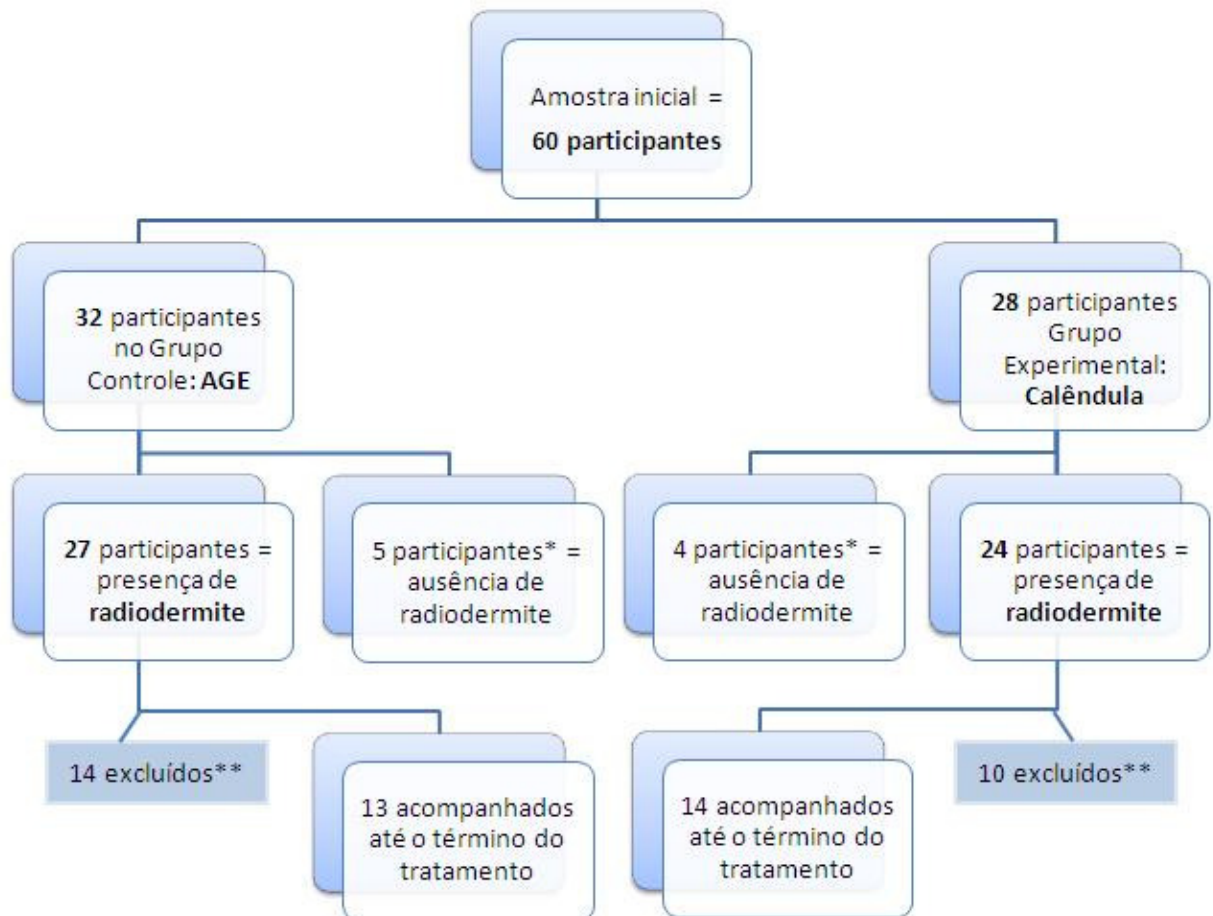 Amostra inicial =
60 participantes
32 participantes
no Grupo
Controle: AGE
28 participantes
Grupo
Experimental:
Calêndula
27 participantes =
presença de
radiodermite
5 participantes* =
ausência de
radiodermite
4 participantes* =
ausência de
radiodermite
24 participantes =
presença de
radiodermite
14 excluídos**
13 acompanhados
até o término do
tratamento
14 acompanhados
até o término do
tratamento
10 excluídos**